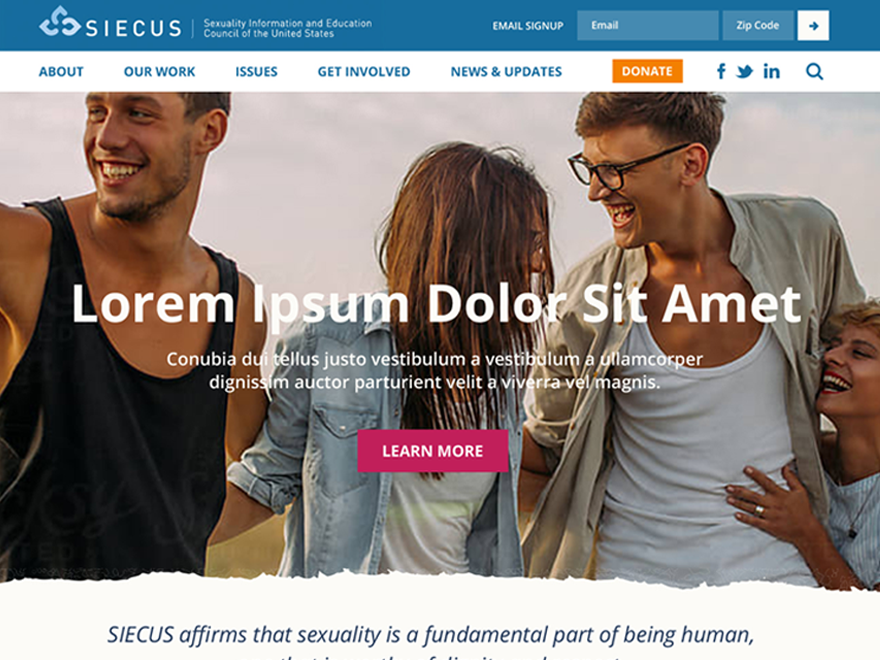 SIECUS
Sexuality Information and Education
Council of the United States
EMAIL SIGNUP
Email
Zip Code
ABOUT
OUR WORK
ISSUES
GET INVOLVED
NEWS & UPDATES
DONATE
Lorem Ipsum Dolor Sit Amet
Conubia dui tellus justo vestibulum a vestibulum a ullamcorper
dignissim auctor parturient velit a viverra vel magnis.
LEARN MORE
SIECUS affirms that sexuality is a fundamental part of being human,